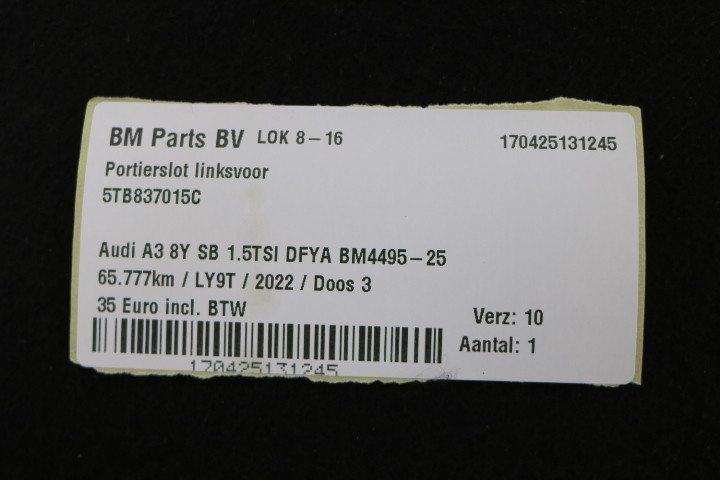 BM Parts BV LOK 8-16 170425131245
Portierslot linksvoor
5TB837015C
Audi A3 8Y SB 1.5TSI DFYA BM4495-25
65.777km / LY9T / 2022 / Doos 3
35 Euro incl. BTW
Verz: 10
Aantal: 1
170425131245